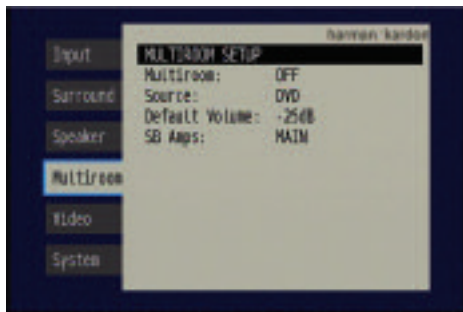 harman kardon
Input
Surround
Speaker
Multiroom
Video
System
MULTIROOM SETUP
Multiroom: OFF
Source: DVD
Default Volume: -25dB
SB Amps: MAIN